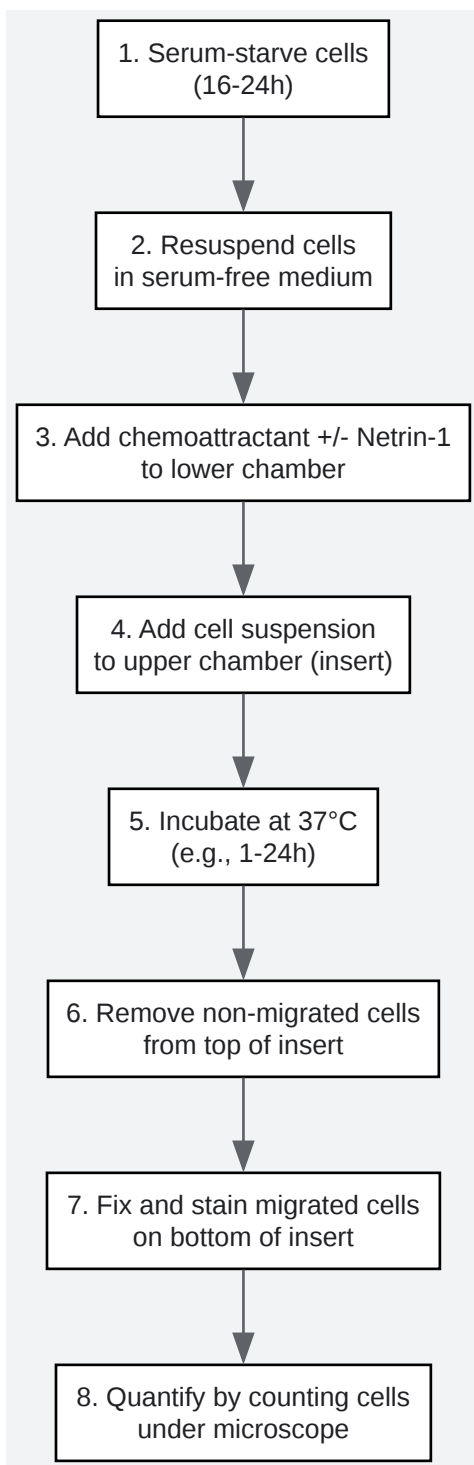 1. Serum-starve cells
(16-24h)
2. Resuspend cells
in serum-free medium
3. Add chemoattractant +/- Netrin-1
to lower chamber
4. Add cell suspension
to upper chamber (insert)
5. Incubate at 37°C
(e.g., 1-24h)
6. Remove non-migrated cells
from top of insert
7. Fix and stain migrated cells
on bottom of insert
8. Quantify by counting cells
under microscope